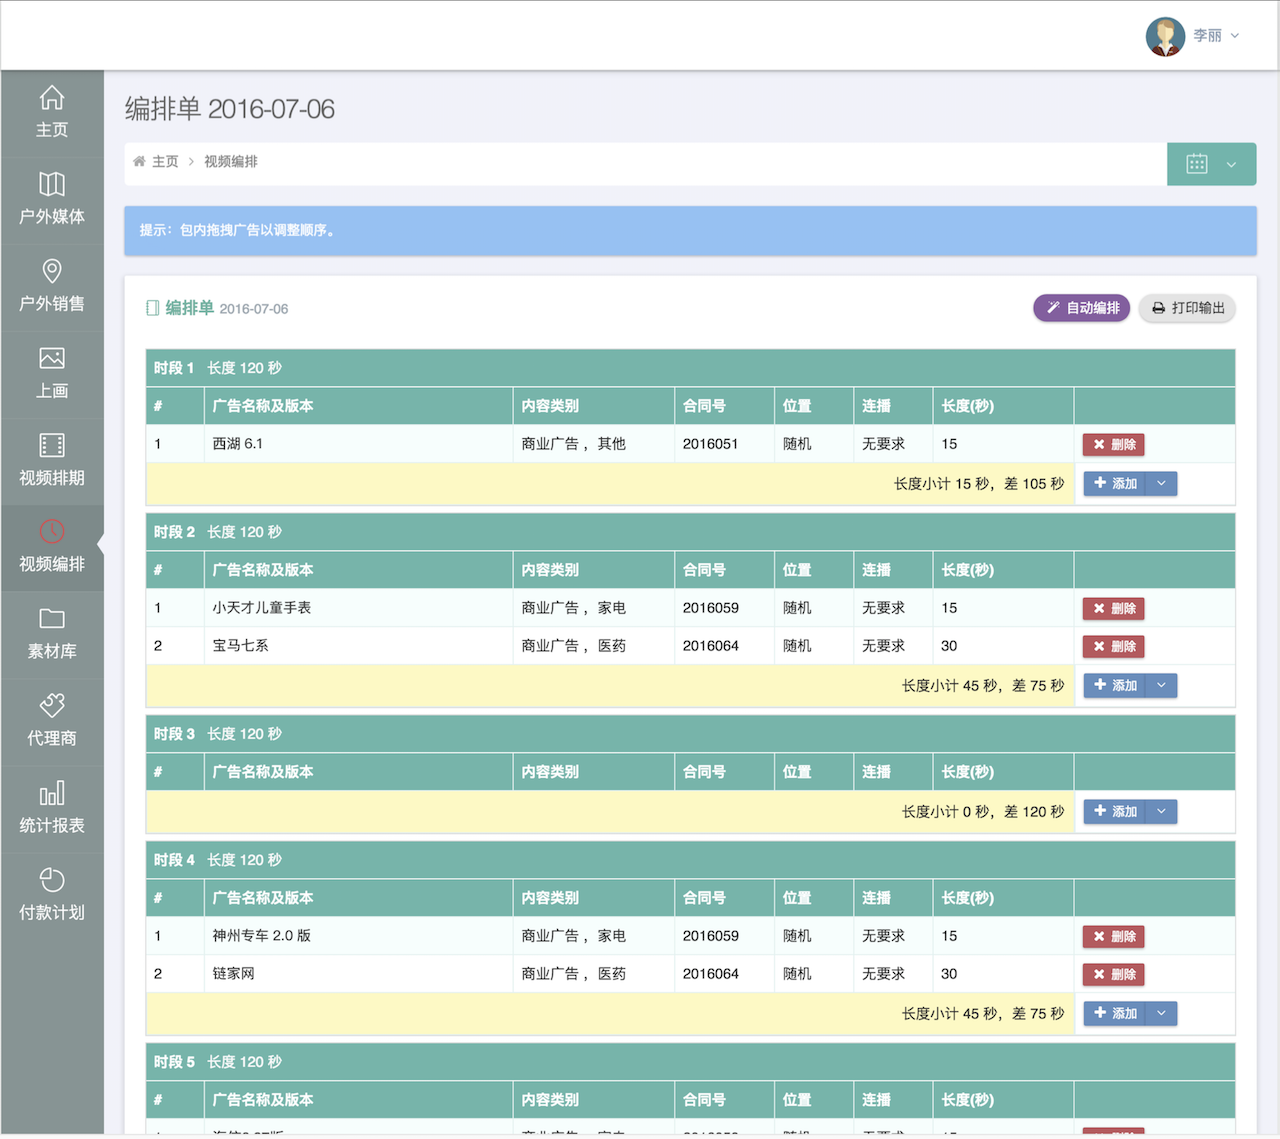 李丽
主页
户外媒体
户外销售
上画
视频排期
视频编排
素材库
代理商
统计报表
付款计划
编排单 2016-07-06
主页 > 视频编排
提示：包内拖拽广告以调整顺序。
编排单 2016-07-06 自动编排 打印输出
时段 1 长度 120 秒
# 广告名称及版本 内容类别 合同号 位置 连播 长度(秒)
1 西湖 6.1 商业广告 ，其他 2016051 随机 无要求 15 删除
长度小计 15 秒，差 105 秒 添加
时段 2 长度 120 秒
# 广告名称及版本 内容类别 合同号 位置 连播 长度(秒)
1 小天才儿童手表 商业广告 ，家电 2016059 随机 无要求 15 删除
2 宝马七系 商业广告 ，医药 2016064 随机 无要求 30 删除
长度小计 45 秒，差 75 秒 添加
时段 3 长度 120 秒
# 广告名称及版本 内容类别 合同号 位置 连播 长度(秒)
长度小计 0 秒，差 120 秒 添加
时段 4 长度 120 秒
# 广告名称及版本 内容类别 合同号 位置 连播 长度(秒)
1 神州专车 2.0 版 商业广告 ，家电 2016059 随机 无要求 15 删除
2 链家网 商业广告 ，医药 2016064 随机 无要求 30 删除
长度小计 45 秒，差 75 秒 添加
时段 5 长度 120 秒
# 广告名称及版本 内容类别 合同号 位置 连播 长度(秒)